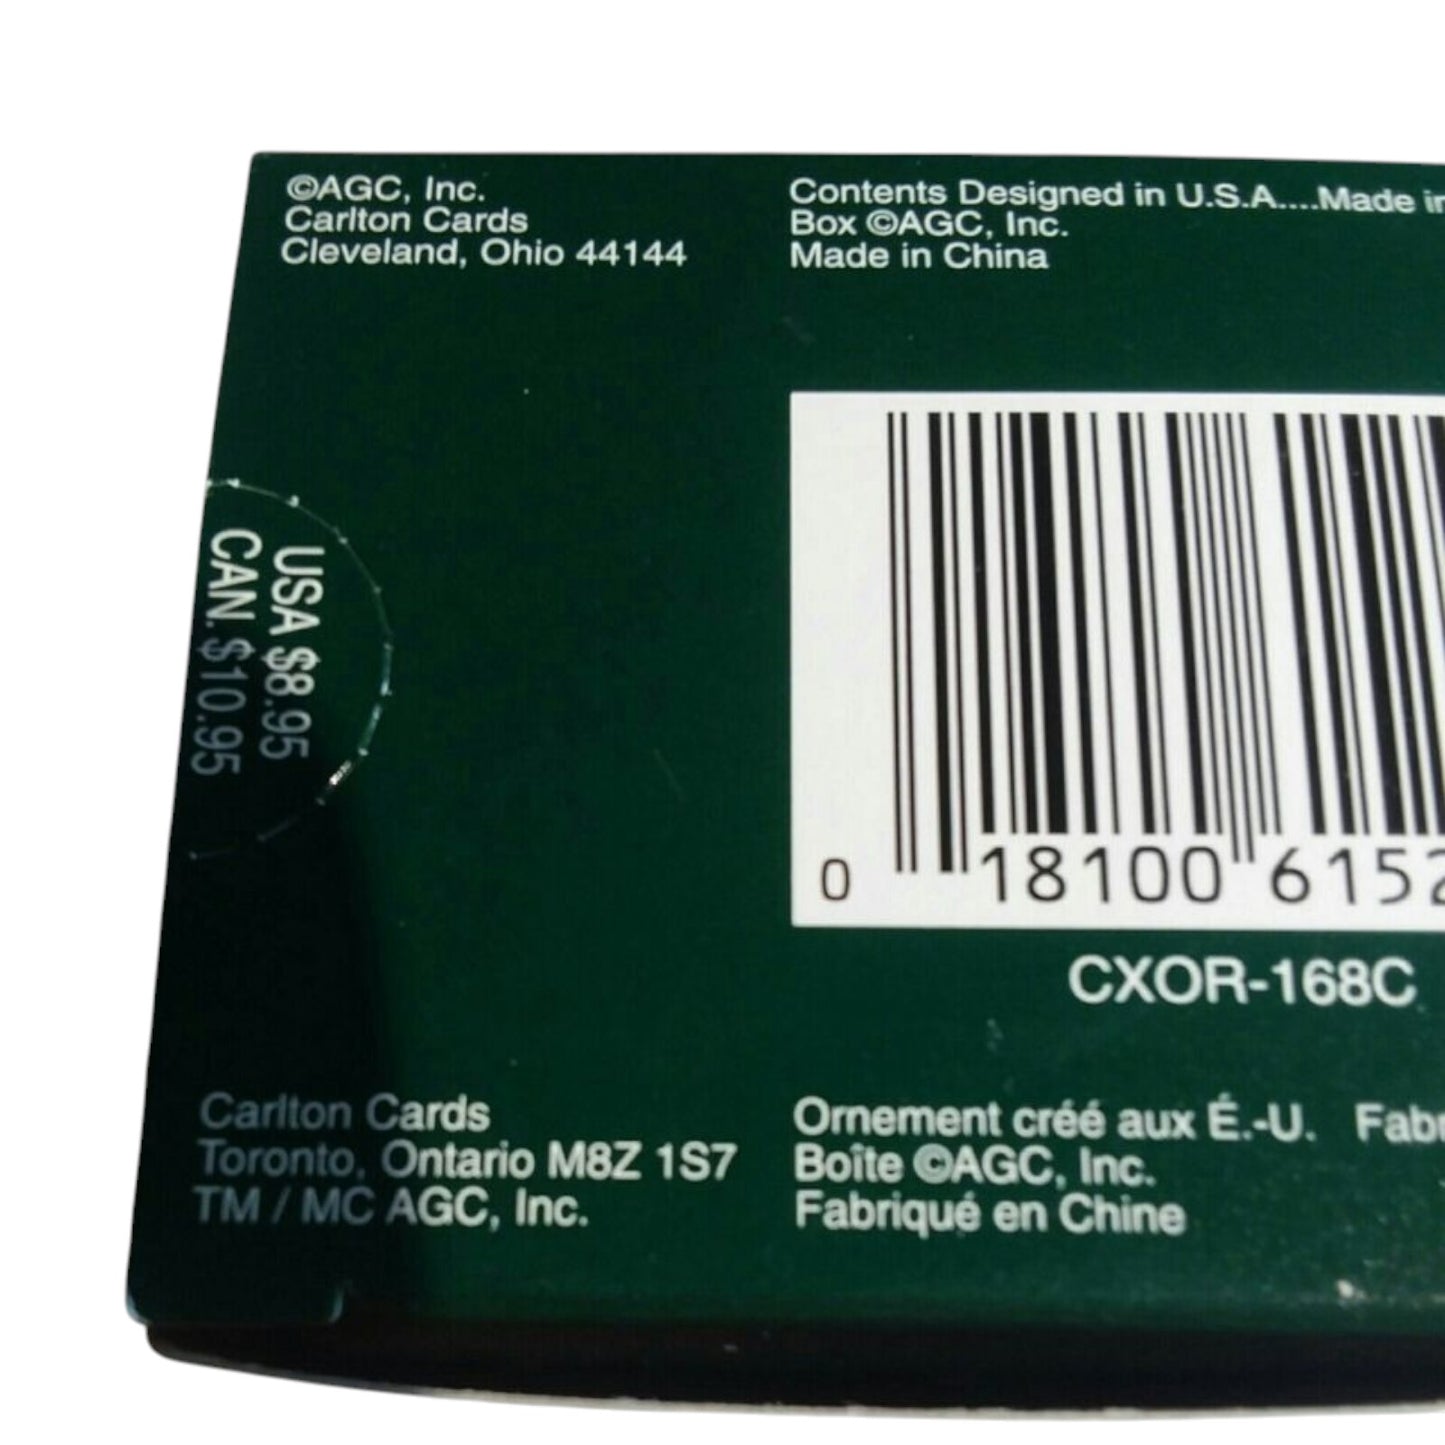 ©AGC, Inc.
Carlton Cards
Cleveland, Ohio 44144
Contents Designed in U.S.A....Made in
Box ©AGC, Inc.
Made in China
USA $8.95
CAN. $10.95
0 18100 6152
CXOR-168C
Carlton Cards
Toronto, Ontario M8Z 1S7
TM / MC AGC, Inc.
Ornement créé aux É.-U. Fabr
Boîte ©AGC, Inc.
Fabriqué en Chine